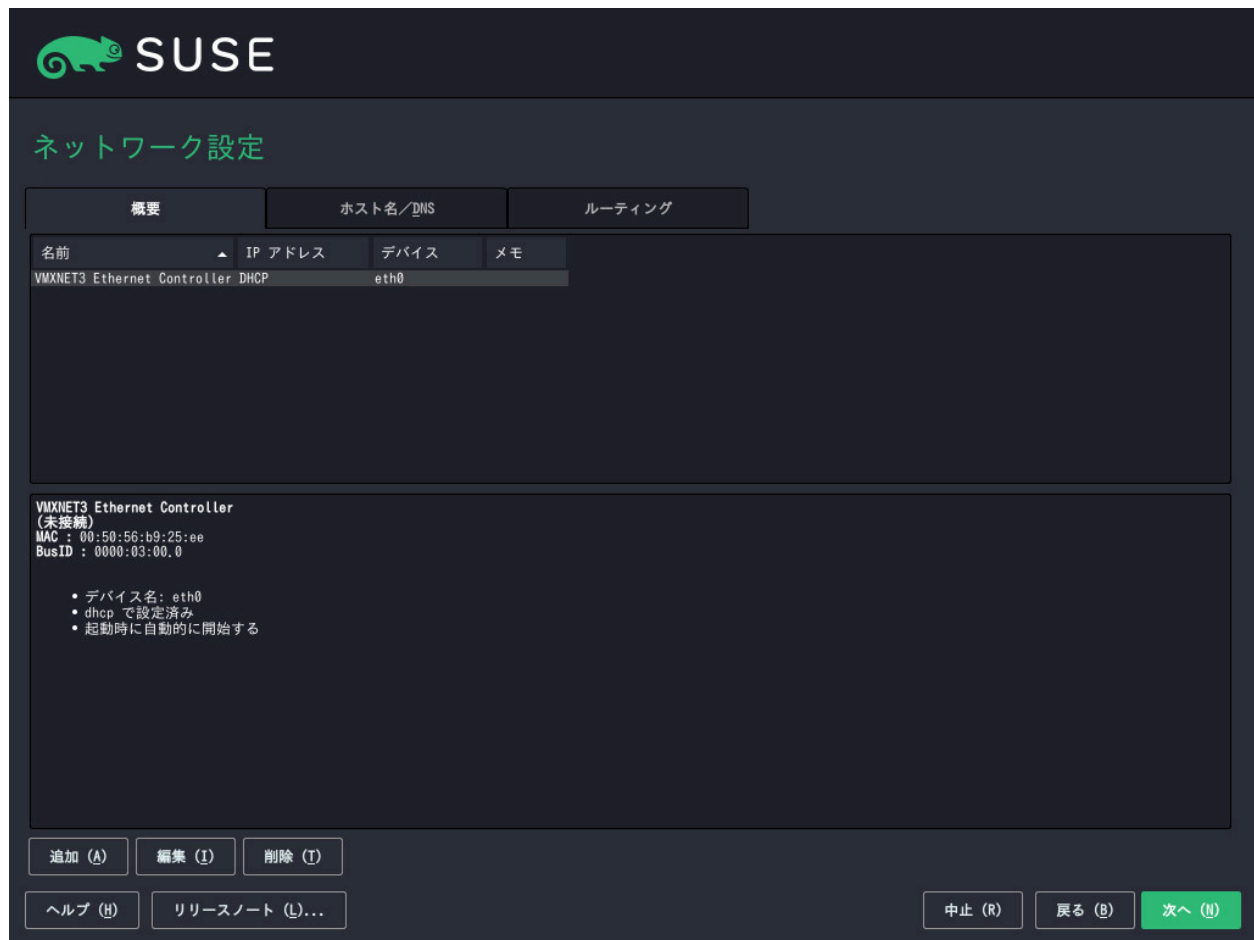 SUSE
ネットワーク設定
概要 ホスト名/DNS ルーティング
名前 IP アドレス デバイス メモ
VMXNET3 Ethernet Controller DHCP eth0
VMXNET3 Ethernet Controller
(未接続)
MAC : 00:50:56:b9:25:ee
BusID : 0000:03:00.0
• デバイス名: eth0
• dhcp で設定済み
• 起動時に自動的に開始する
追加 (A) 編集 (I) 削除 (T)
ヘルプ (H) リリースノート (L)... 中止 (R) 戻る (B) 次へ (N)